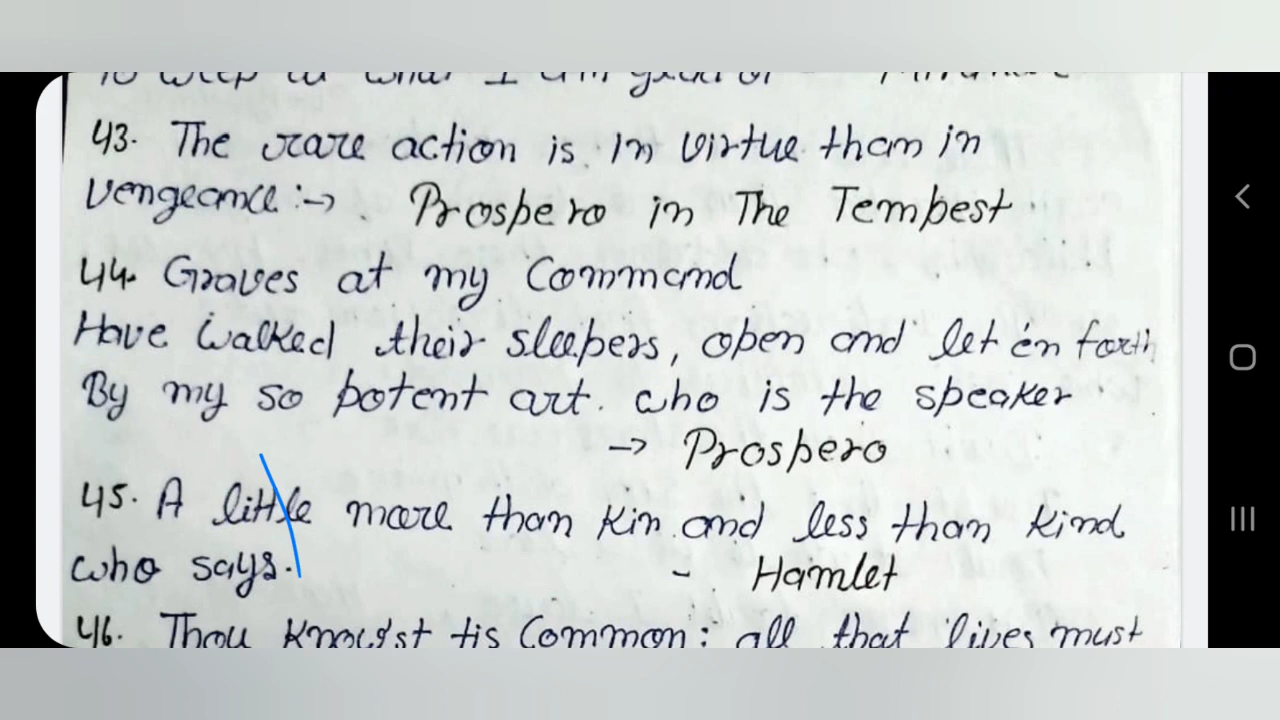 43. The rare action is in virtue than in
vengeance :→ Prospero in The Tempest
44. Graves at my Command
Have Walked their sleepers, open and let én forth
By my so potent art. who is the speaker
→ Prospero
45. A little more than Kin and less than kind
who says. - Hamlet
46. Thou Know'st tis Common: all that lives must